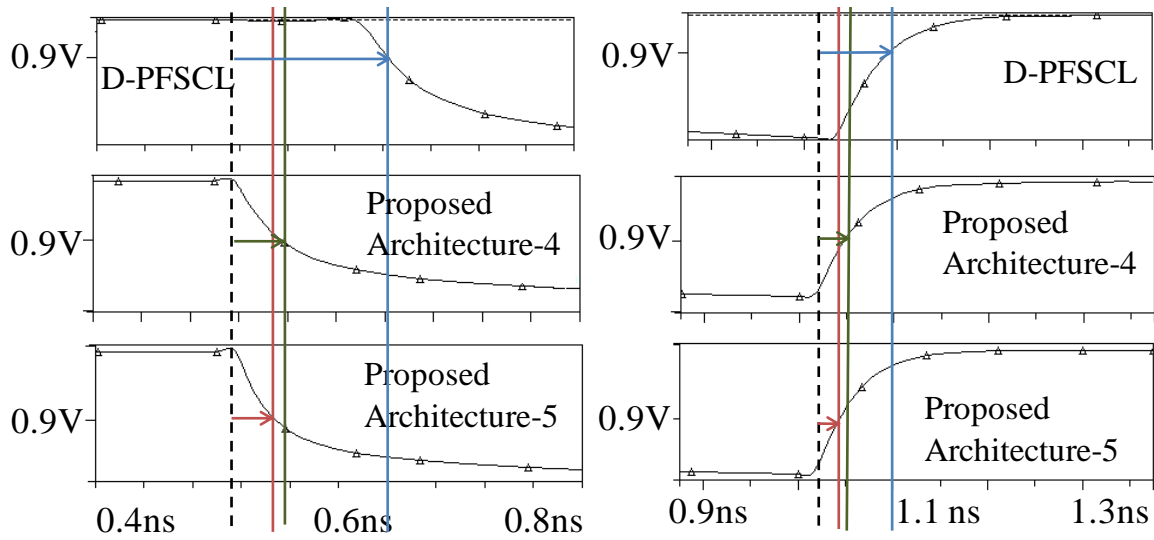 0.9V
D-PFSCL
0.9V
Proposed
Architecture-4
0.9V
Proposed
Architecture-5
0.4ns 0.6ns 0.8ns
0.9V
D-PFSCL
0.9V
Proposed
Architecture-4
0.9V
Proposed
Architecture-5
0.9ns 1.1 ns 1.3ns